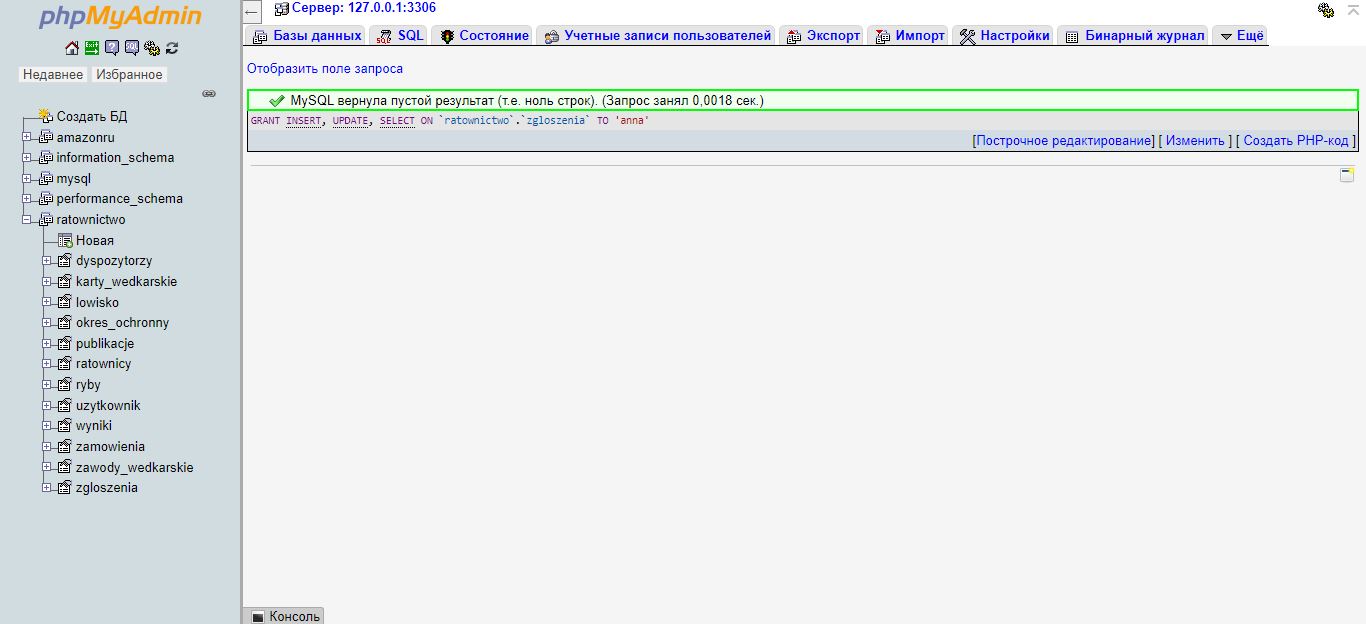 phpMyAdmin
Недавнее Избранное
Создать БД
amazonru
information_schema
mysql
performance_schema
ratownictwo
Новая
dyspozytorzy
karty_wedkarskie
lowisko
okres_ochronny
publikacje
ratownicy
ryby
uzytkownik
wyniki
zamowienia
zawody_wedkarskie
zgloszenia
Сервер: 127.0.0.1:3306
Базы данных SQL Состояние Учетные записи пользователей Экспорт Импорт Настройки Бинарный журнал Ещё
Отобразить поле запроса
MySQL вернула пустой результат (т.е. ноль строк). (Запрос занял 0,0018 сек.)
GRANT INSERT, UPDATE, SELECT ON `ratownictwo`.`zgloszenia` TO 'anna'
[Построчное редактирование] [ Изменить ] [ Создать PHP-код ]
Консоль